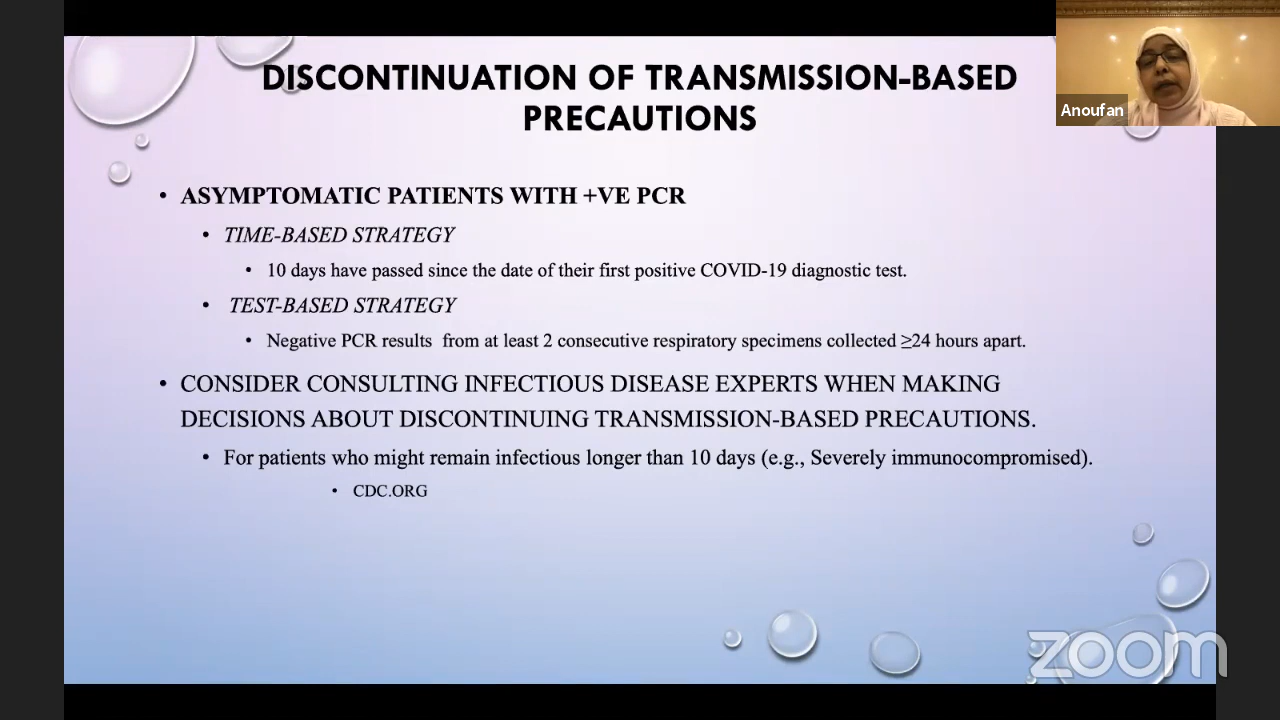 DISCONTINUATION OF TRANSMISSION-BASED
PRECAUTIONS
Anoufan
• ASYMPTOMATIC PATIENTS WITH +VE PCR
• TIME-BASED STRATEGY
• 10 days have passed since the date of their first positive COVID-19 diagnostic test.
• TEST-BASED STRATEGY
• Negative PCR results from at least 2 consecutive respiratory specimens collected ≥24 hours apart.
• CONSIDER CONSULTING INFECTIOUS DISEASE EXPERTS WHEN MAKING
DECISIONS ABOUT DISCONTINUING TRANSMISSION-BASED PRECAUTIONS.
• For patients who might remain infectious longer than 10 days (e.g., Severely immunocompromised).
• CDC.ORG
zoom